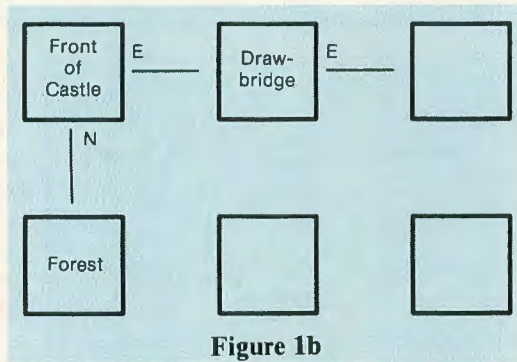 Front
of
Castle
E
Draw-
bridge
E
N
Forest
Figure 1b